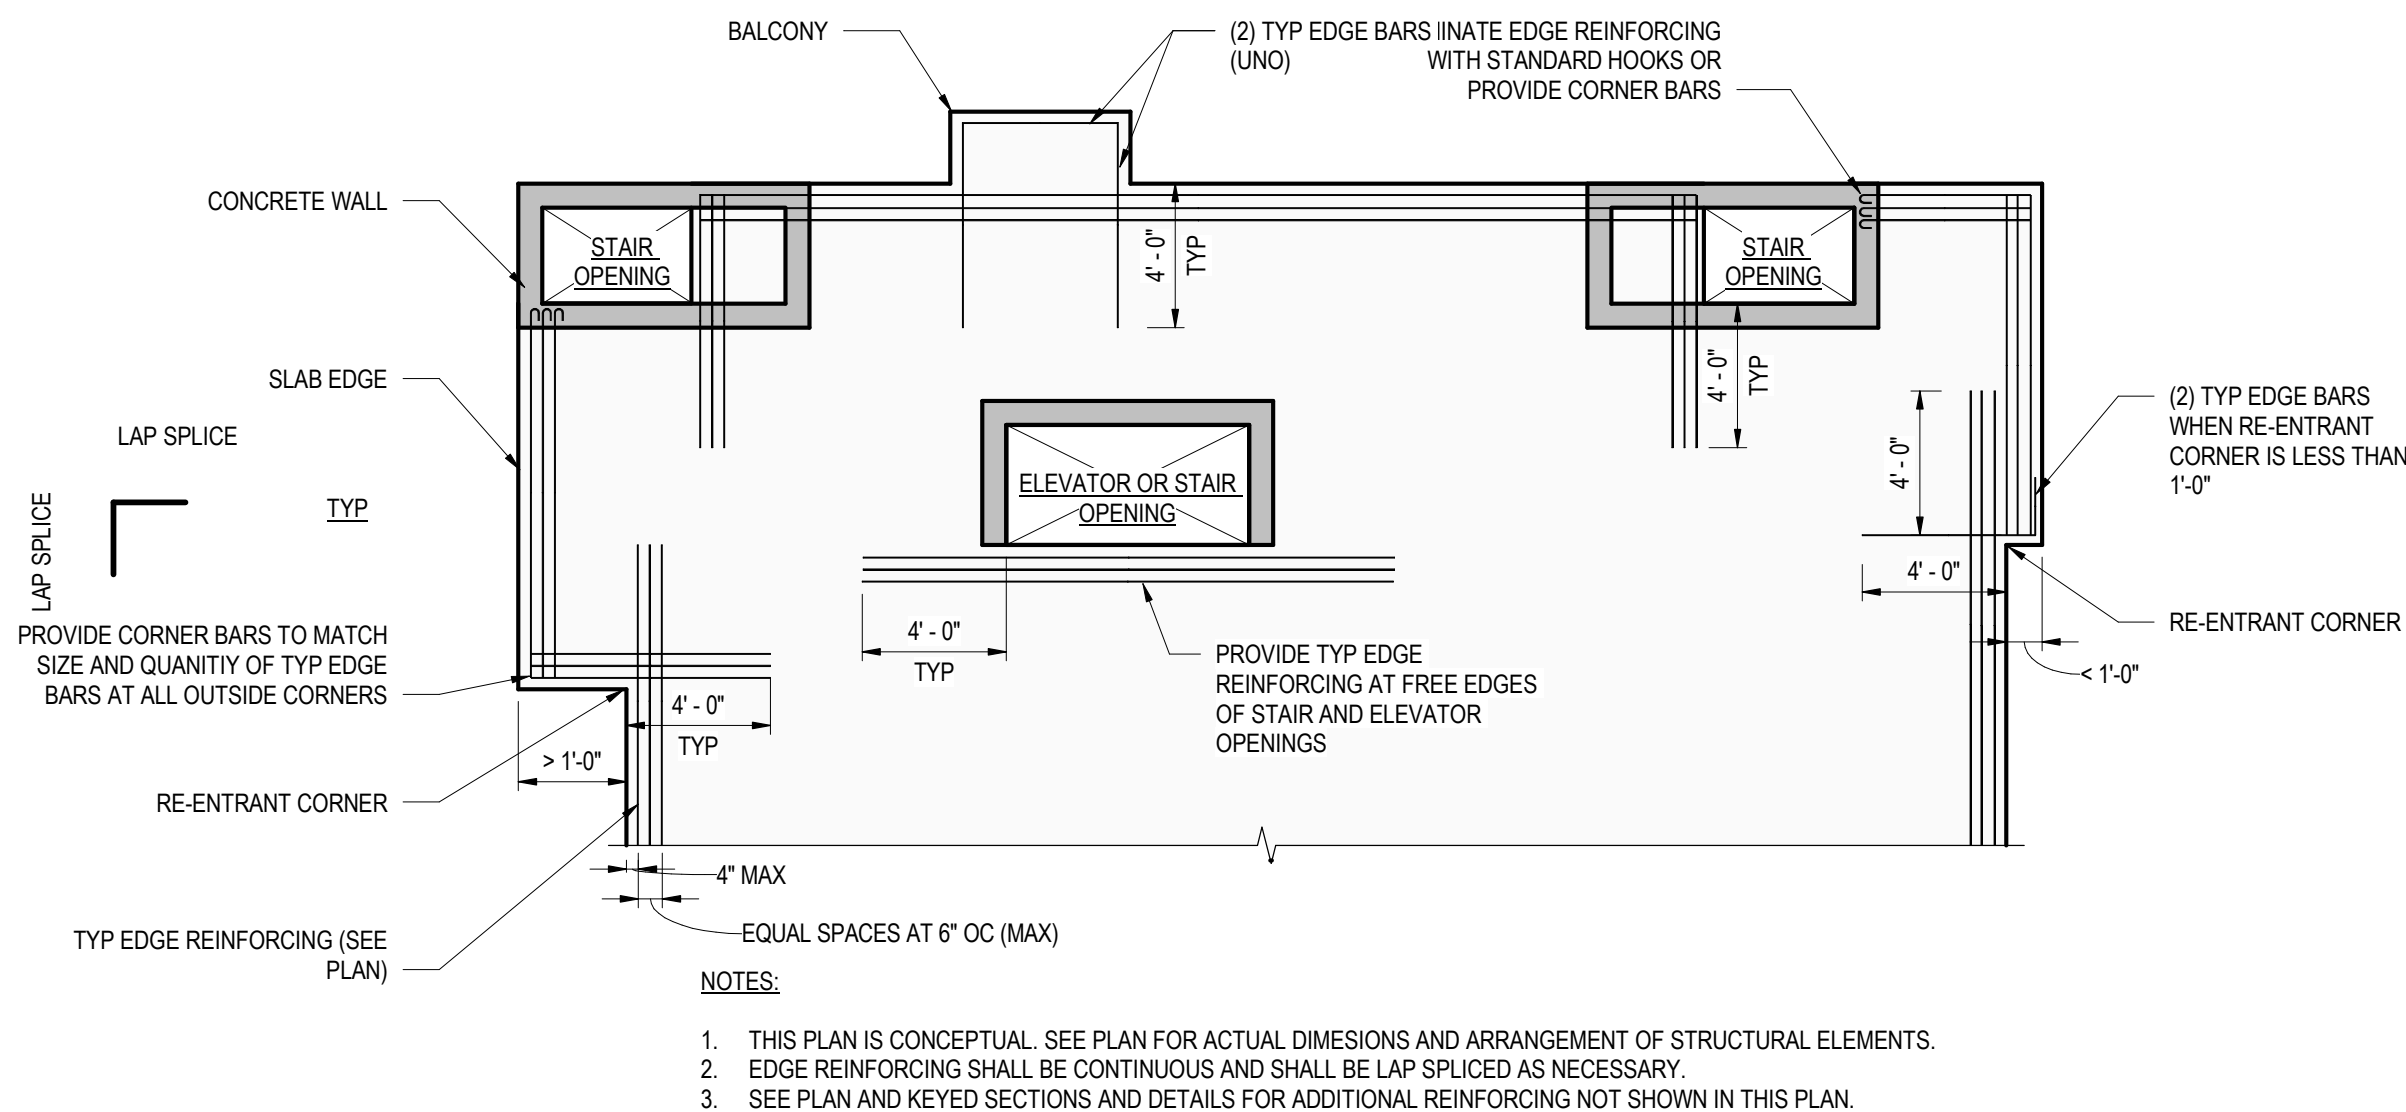 BALCONY
(2) TYP EDGE BARS
(UNO)
INATE EDGE REINFORCING
WITH STANDARD HOOKS OR
PROVIDE CORNER BARS
CONCRETE WALL
STAIR
OPENING
4' - 0"
TYP
STAIR
OPENING
SLAB EDGE
4' - 0"
TYP
(2) TYP EDGE BARS
WHEN RE-ENTRANT
CORNER IS LESS THAN
1'-0"
LAP SPLICE
LAP SPLICE
TYP
4' - 0"
ELEVATOR OR STAIR
OPENING
4' - 0"
RE-ENTRANT CORNER
< 1'-0"
PROVIDE CORNER BARS TO MATCH
SIZE AND QUANITIY OF TYP EDGE
BARS AT ALL OUTSIDE CORNERS
4' - 0"
TYP
PROVIDE TYP EDGE
REINFORCING AT FREE EDGES
OF STAIR AND ELEVATOR
OPENINGS
4' - 0"
TYP
> 1'-0"
RE-ENTRANT CORNER
4" MAX
EQUAL SPACES AT 6" OC (MAX)
TYP EDGE REINFORCING (SEE
PLAN)
NOTES:
1. THIS PLAN IS CONCEPTUAL. SEE PLAN FOR ACTUAL DIMESIONS AND ARRANGEMENT OF STRUCTURAL ELEMENTS.
2. EDGE REINFORCING SHALL BE CONTINUOUS AND SHALL BE LAP SPLICED AS NECESSARY.
3. SEE PLAN AND KEYED SECTIONS AND DETAILS FOR ADDITIONAL REINFORCING NOT SHOWN IN THIS PLAN.